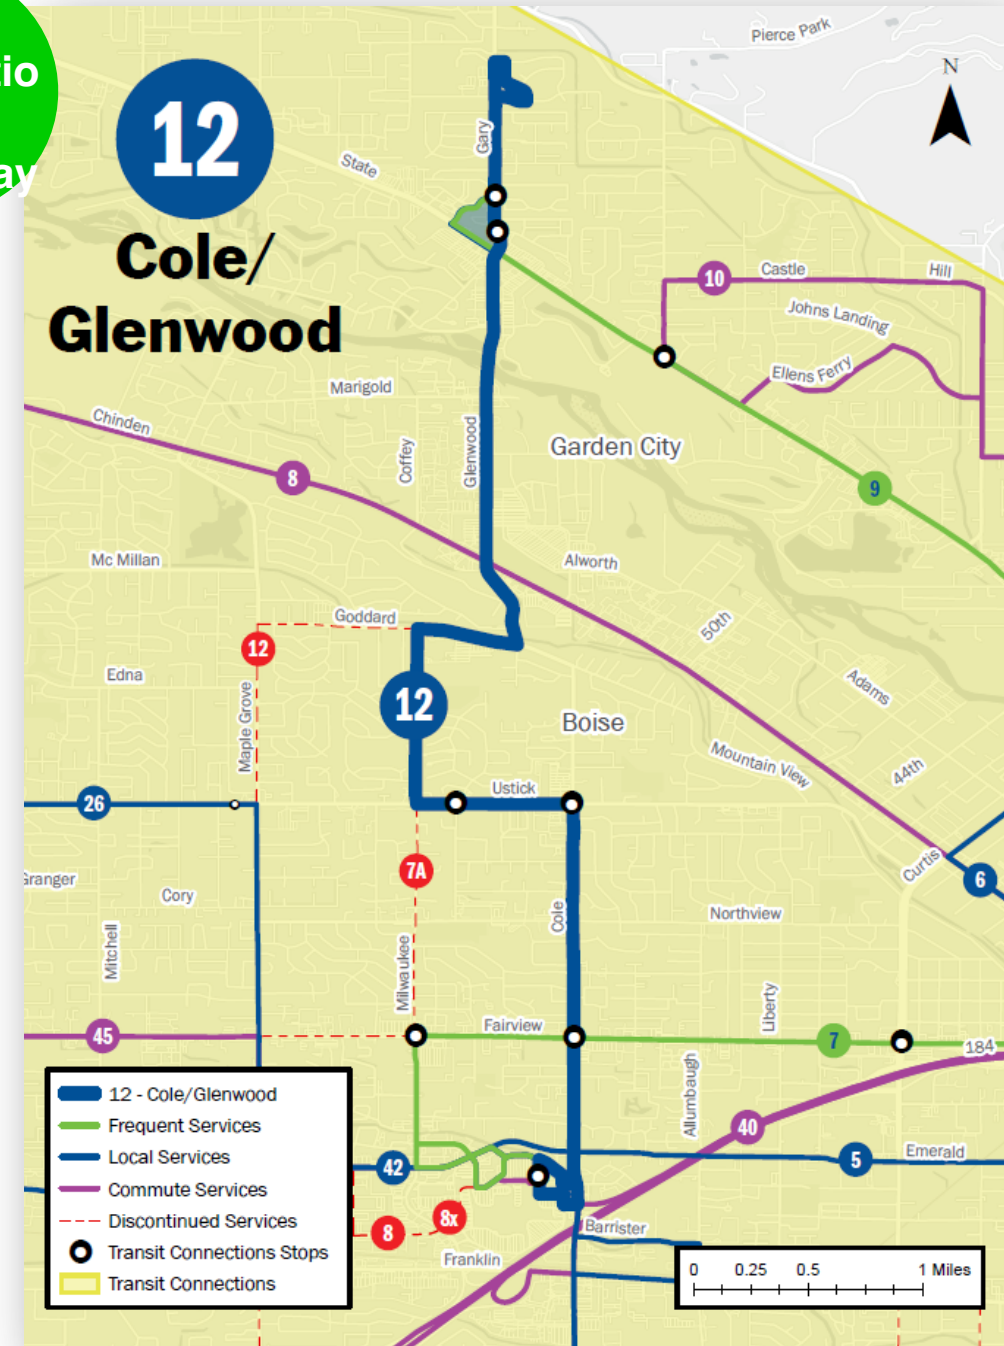 tio
ay
12
Cole/
Glenwood
Pierce Park
N
Gary
State
10
Castle
Hill
Johns Landing
Ellens Ferry
Marigold
Chinden
Coffey
Glenwood
Garden City
8
9
Mc Millan
Alworth
Goddard
50th
12
Edna
Maple Grove
12
Boise
Adams
Mountain View
44th
Ustick
26
Curtis
6
7A
Granger
Cory
Cole
Northview
Mitchell
Milwaukee
Liberty
45
Fairview
7
184
Allumbaugh
40
42
5
Emerald
8x
8
Barrister
Franklin
12 - Cole/Glenwood
Frequent Services
Local Services
Commute Services
Discontinued Services
Transit Connections Stops
Transit Connections
0 0.25 0.5 1 Miles